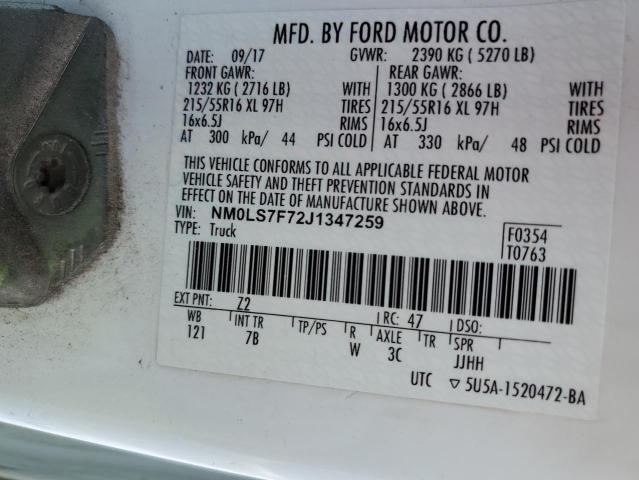 MFD. BY FORD MOTOR CO.
DATE: 09/17 GVWR: 2390 KG ( 5270 LB)
FRONT GAWR: REAR GAWR:
1232 KG ( 2716 LB) WITH 1300 KG ( 2866 LB) WITH
215/55R16 XL 97H TIRES 215/55R16 XL 97H TIRES
16x6.5J RIMS 16x6.5J RIMS
AT 300 kPa/ 44 PSI COLD AT 330 kPa/ 48 PSI COLD
THIS VEHICLE CONFORMS TO ALL APPLICABLE FEDERAL MOTOR
VEHICLE SAFETY AND THEFT PREVENTION STANDARDS IN
EFFECT ON THE DATE OF MANUFACTURE SHOWN ABOVE.
VIN: NM0LS7F72J1347259
TYPE: Truck
F0354
T0763
EXT PNT: Z2 RC: 47 DSO:
WB INT TR TP/PS R AXLE TR SPR
121 7B W 3C JJHH
UTC ▽ 5U5A-1520472-BA